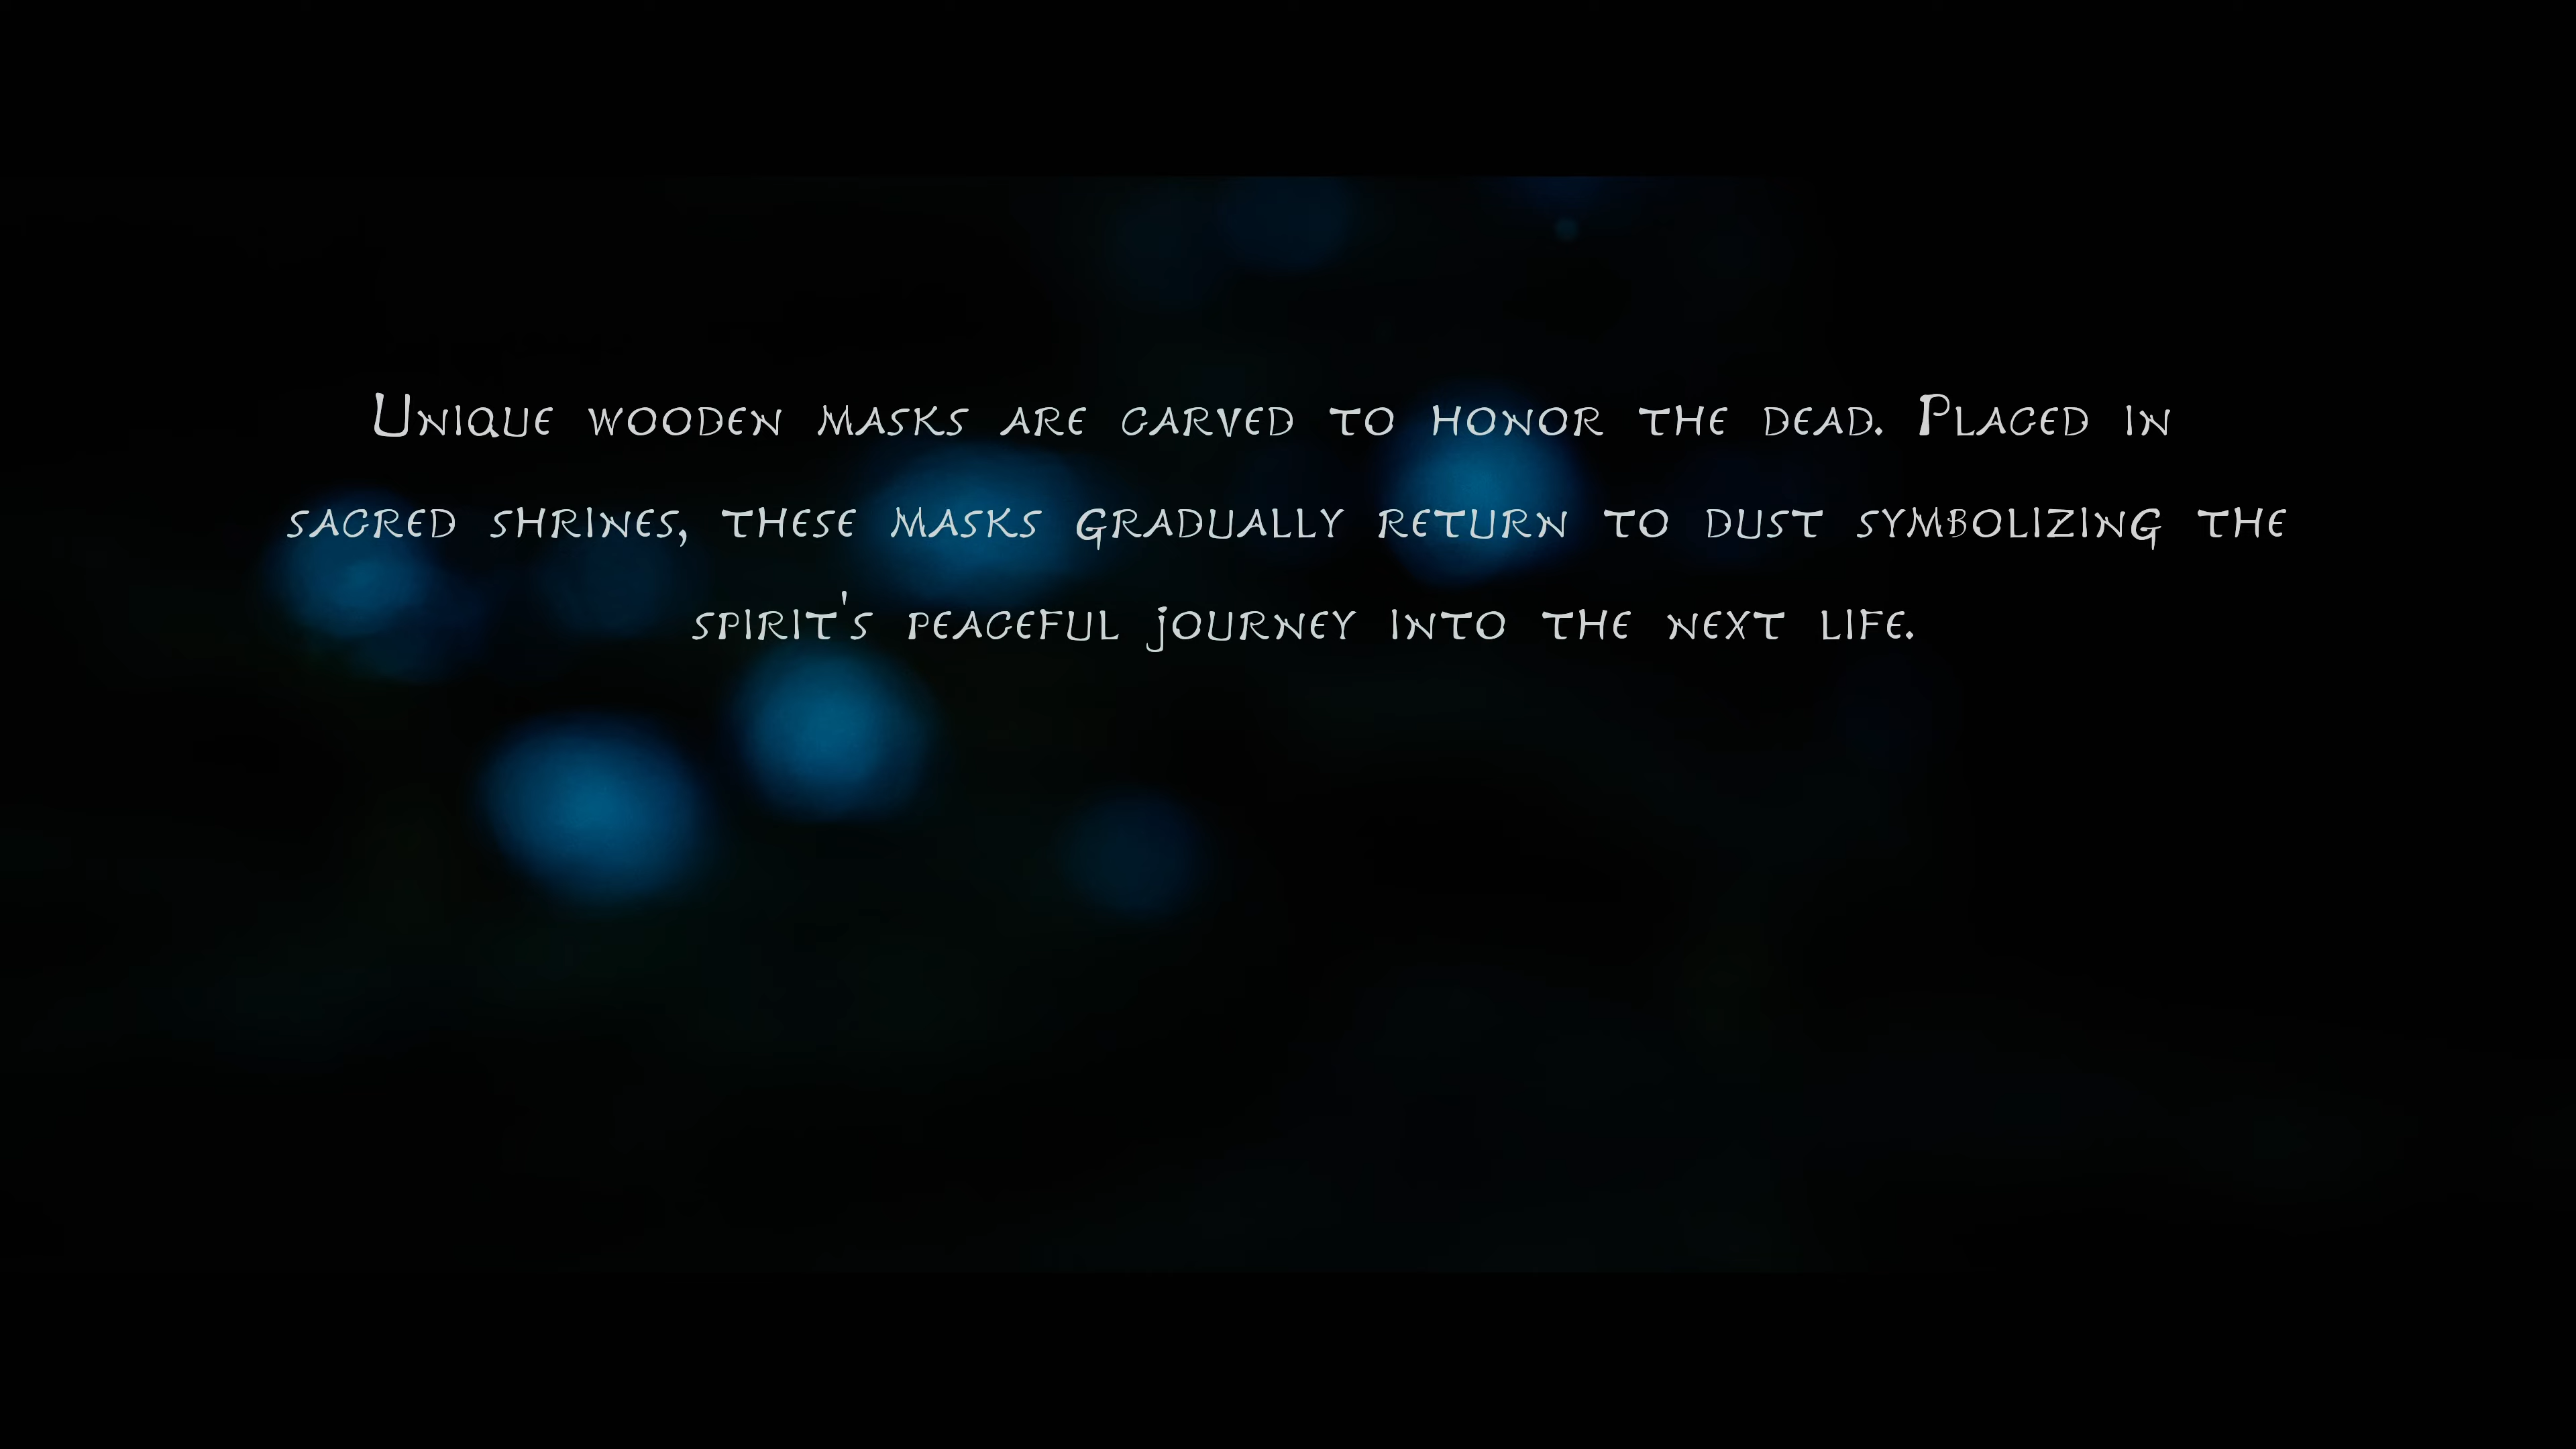 Unique wooden masks are carved to honor the dead. Placed in
sacred shrines, these masks gradually return to dust symbolizing the
spirit's peaceful journey into the next life.